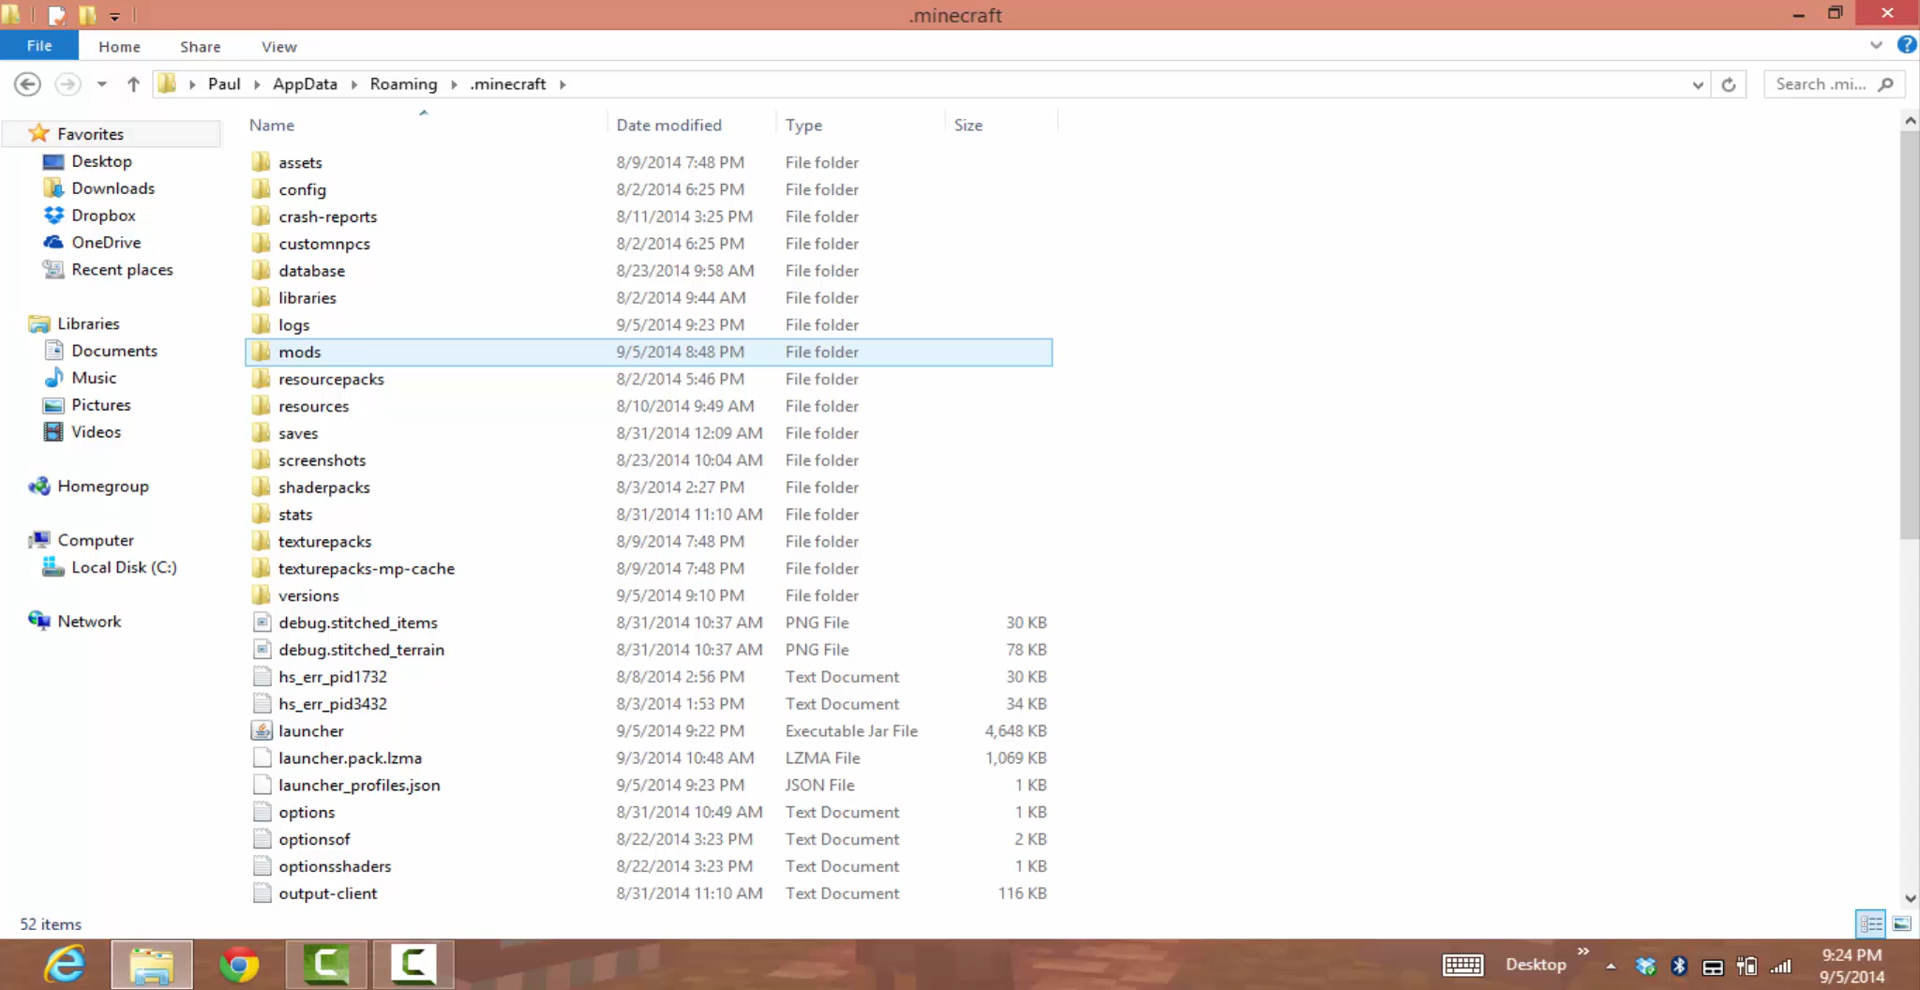 .minecraft
File Home Share View
Paul AppData Roaming .minecraft Search .mi...
Name Date modified Type Size
Favorites
Desktop
Downloads
Dropbox
OneDrive
Recent places
Libraries
Documents
Music
Pictures
Videos
Homegroup
Computer
Local Disk (C:)
Network
assets 8/9/2014 7:48 PM File folder
config 8/2/2014 6:25 PM File folder
crash-reports 8/11/2014 3:25 PM File folder
customnpcs 8/2/2014 6:25 PM File folder
database 8/23/2014 9:58 AM File folder
libraries 8/2/2014 9:44 AM File folder
logs 9/5/2014 9:23 PM File folder
mods 9/5/2014 8:48 PM File folder
resourcepacks 8/2/2014 5:46 PM File folder
resources 8/10/2014 9:49 AM File folder
saves 8/31/2014 12:09 AM File folder
screenshots 8/23/2014 10:04 AM File folder
shaderpacks 8/3/2014 2:27 PM File folder
stats 8/31/2014 11:10 AM File folder
texturepacks 8/9/2014 7:48 PM File folder
texturepacks-mp-cache 8/9/2014 7:48 PM File folder
versions 9/5/2014 9:10 PM File folder
debug.stitched_items 8/31/2014 10:37 AM PNG File 30 KB
debug.stitched_terrain 8/31/2014 10:37 AM PNG File 78 KB
hs_err_pid1732 8/8/2014 2:56 PM Text Document 30 KB
hs_err_pid3432 8/3/2014 1:53 PM Text Document 34 KB
launcher 9/5/2014 9:22 PM Executable Jar File 4,648 KB
launcher.pack.lzma 9/3/2014 10:48 AM LZMA File 1,069 KB
launcher_profiles.json 9/5/2014 9:23 PM JSON File 1 KB
options 8/31/2014 10:49 AM Text Document 1 KB
optionsof 8/22/2014 3:23 PM Text Document 2 KB
optionsshaders 8/22/2014 3:23 PM Text Document 1 KB
output-client 8/31/2014 11:10 AM Text Document 116 KB
52 items
Desktop
9:24 PM
9/5/2014